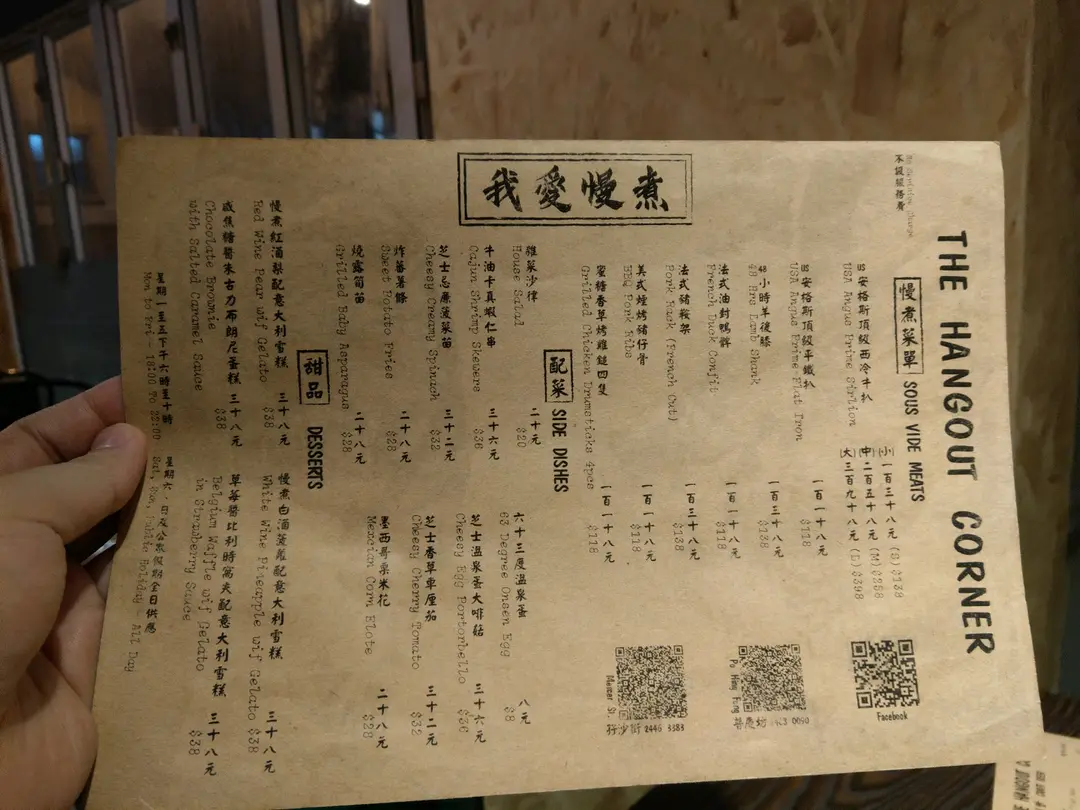 THE HANGOUT CORNER
我愛慢煮
不設服務費
慢煮菜單 SOUS VIDE MEATS
US安格斯頂級西冷牛扒
USA Angus Prime Sirlion
(小)一百三十八元 (S)$138
(中)二百五十八元 (M)$258
(大)三百九十八元 (B)$398
US安格斯頂級平鐵扒 一百一十八元
USA Angus Prime Flat Iron $118
48小時羊後膝 一百三十八元
48 Hrs Lamb Shank $138
法式油封鴨髀 一百一十八元
French Duck Confit $118
法式豬鞍架 一百三十八元
Pork Rack (French Cut) $138
美式煙烤豬仔骨 一百一十八元
BBQ Pork Ribs $118
蜜糖香草烤雞鎚四隻 一百一十八元
Grilled Chicken Drumsticks 4pcs $118
Facebook
Po Hing Fung
華慶坊
Mercer St.
孖沙街 2446 3383
配菜 SIDE DISHES
雜菜沙律 二十元
House Salad $20
六十三度溫泉蛋 八元
63 Degree Onsen Egg $8
牛油卡真蝦仁串 三十六元
Cajun Shrimp Skewers $36
芝士溫泉蛋大啡菇 三十六元
Cheesy Egg Portorbello $36
芝士忌廉菠菜苗 三十二元
Cheesy Creamy Spinach $32
芝士香草車厘茄 三十二元
Cheesy Cherry Tomato $32
炸蕃薯條 二十八元
Sweet Potato Fries $28
墨西哥粟米花 二十八元
Mexican Corn Elote $28
燒露筍苗 二十八元
Grilled Baby Asparagus $28
甜品 DESSERTS
慢煮紅酒梨配意大利雪糕 三十八元
Red Wine Pear wif Gelato $38
慢煮白酒菠蘿配意大利雪糕 三十八元
White Wine Pineapple wif Gelato $38
咸焦糖醬朱古力布朗尼蛋糕 三十八元
Chocolate Brownie $38
with Salted Caramel Sauce
草莓醬比利時窩夫配意大利雪糕 三十八元
Belgium Waffle wif Gelato $38
in Strawberry Sauce
星期一至五下午六時至十時 星期六、日及公眾假期全日供應
Mon to Fri - 18:00 TO 22:00 Sat, Sun, Public Holiday - All Day